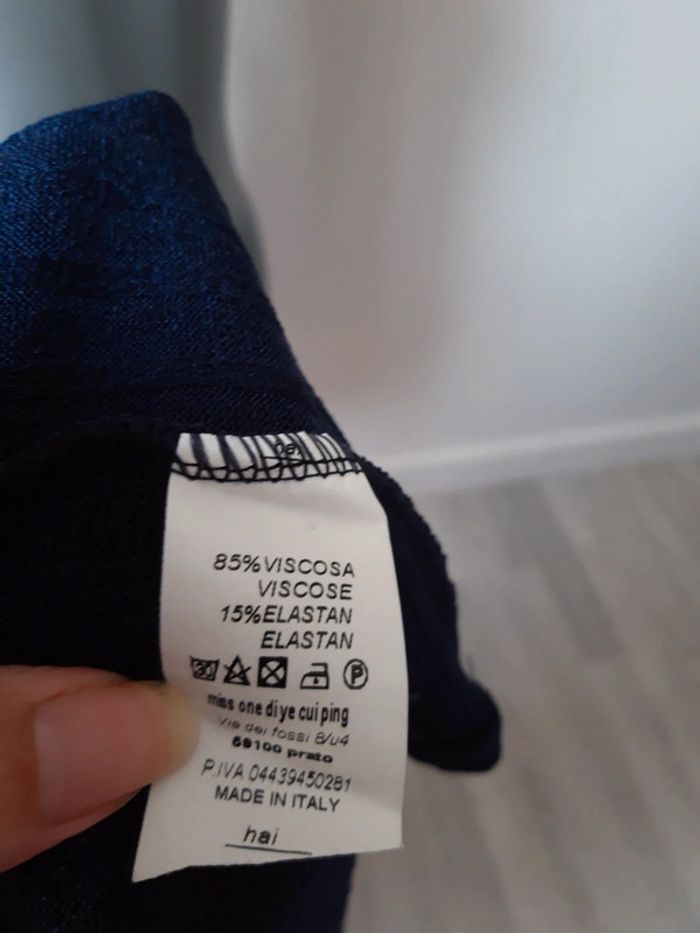 85%VISCOSA
VISCOSE
15%ELASTAN
ELASTAN
30 P
miss one di ye cui ping
Via dei fossi 8/u4
59100 prato
P.IVA 04439450281
MADE IN ITALY
hai